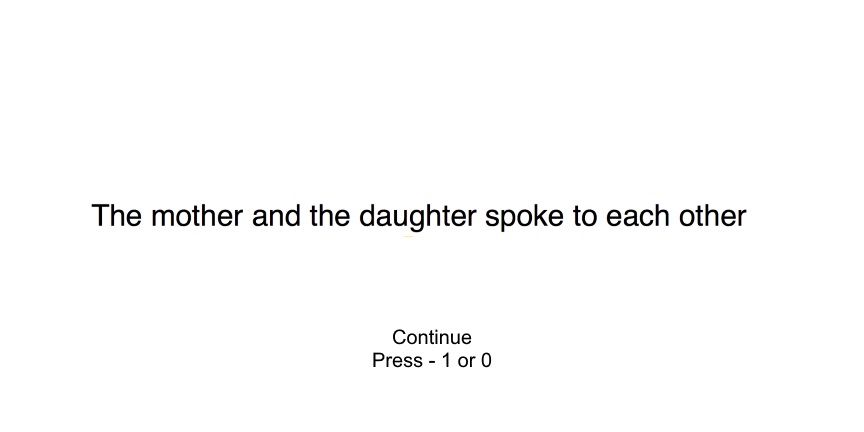 The mother and the daughter spoke to each other
Continue
Press - 1 or 0